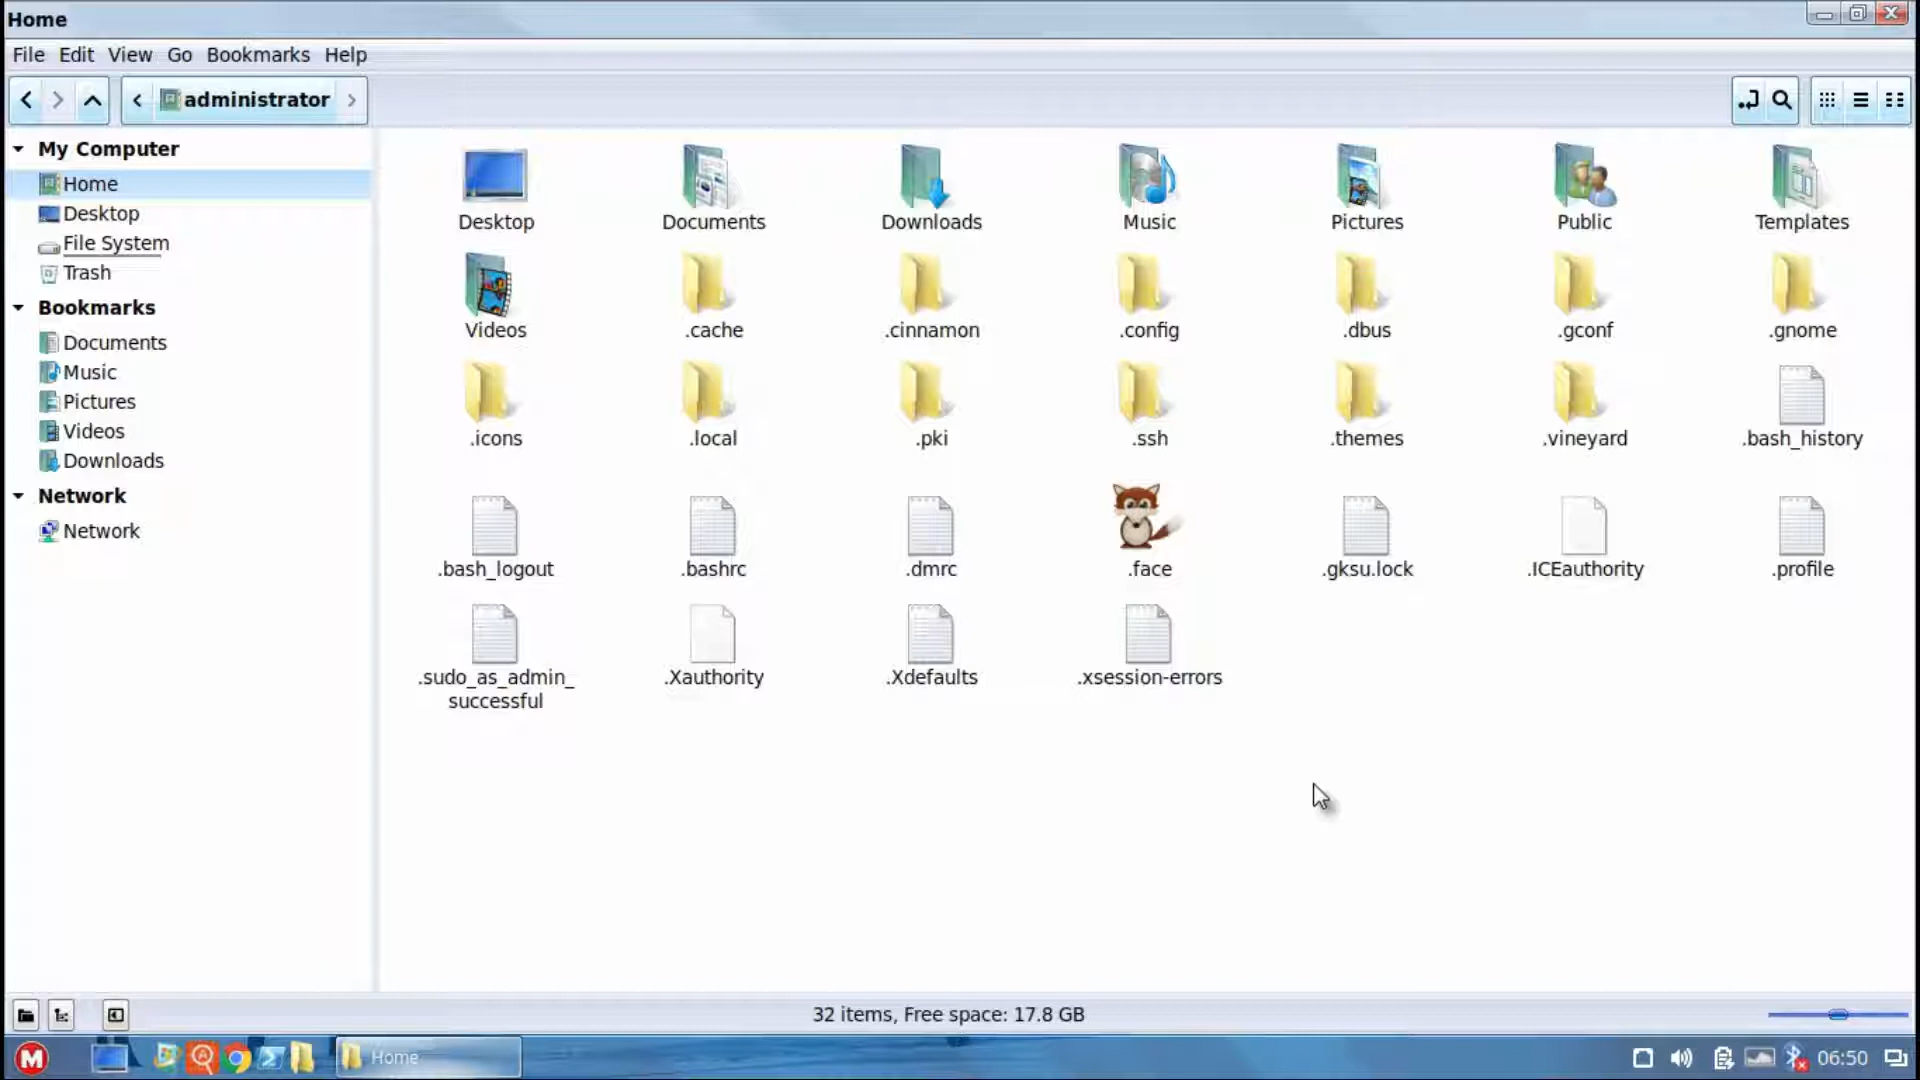 Home
File Edit View Go Bookmarks Help
administrator
My Computer
Home
Desktop
File System
Trash
Bookmarks
Documents
Music
Pictures
Videos
Downloads
Network
Network
Desktop Documents Downloads Music Pictures Public Templates
Videos .cache .cinnamon .config .dbus .gconf .gnome
.icons .local .pki .ssh .themes .vineyard .bash_history
.bash_logout .bashrc .dmrc .face .gksu.lock .ICEauthority .profile
.sudo_as_admin_ .Xauthority .Xdefaults .xsession-errors
successful
32 items, Free space: 17.8 GB
M Home 06:50